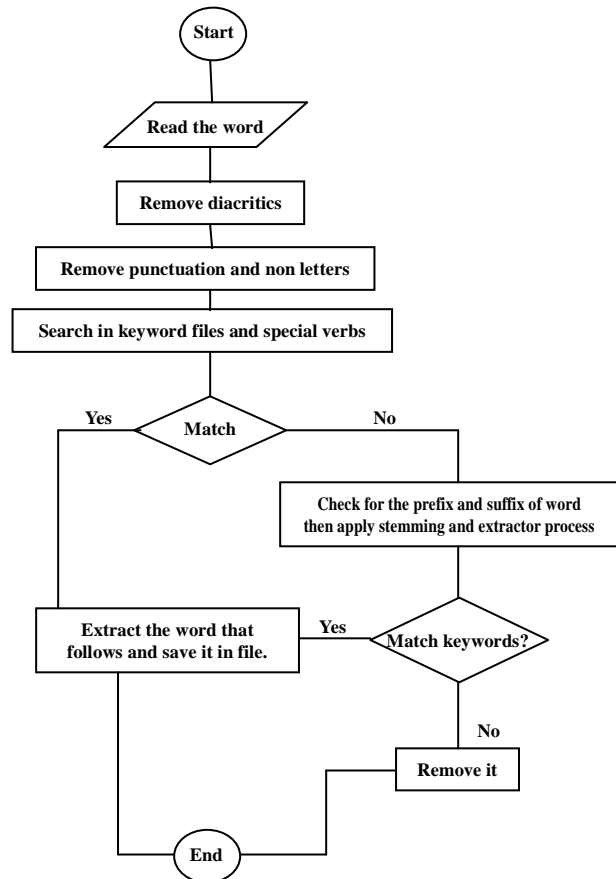 Start
Read the word
Remove diacritics
Remove punctuation and non letters
Search in keyword files and special verbs
Match
Yes
No
Check for the prefix and suffix of word
then apply stemming and extractor process
Match keywords?
Yes
Extract the word that
follows and save it in file.
No
Remove it
End